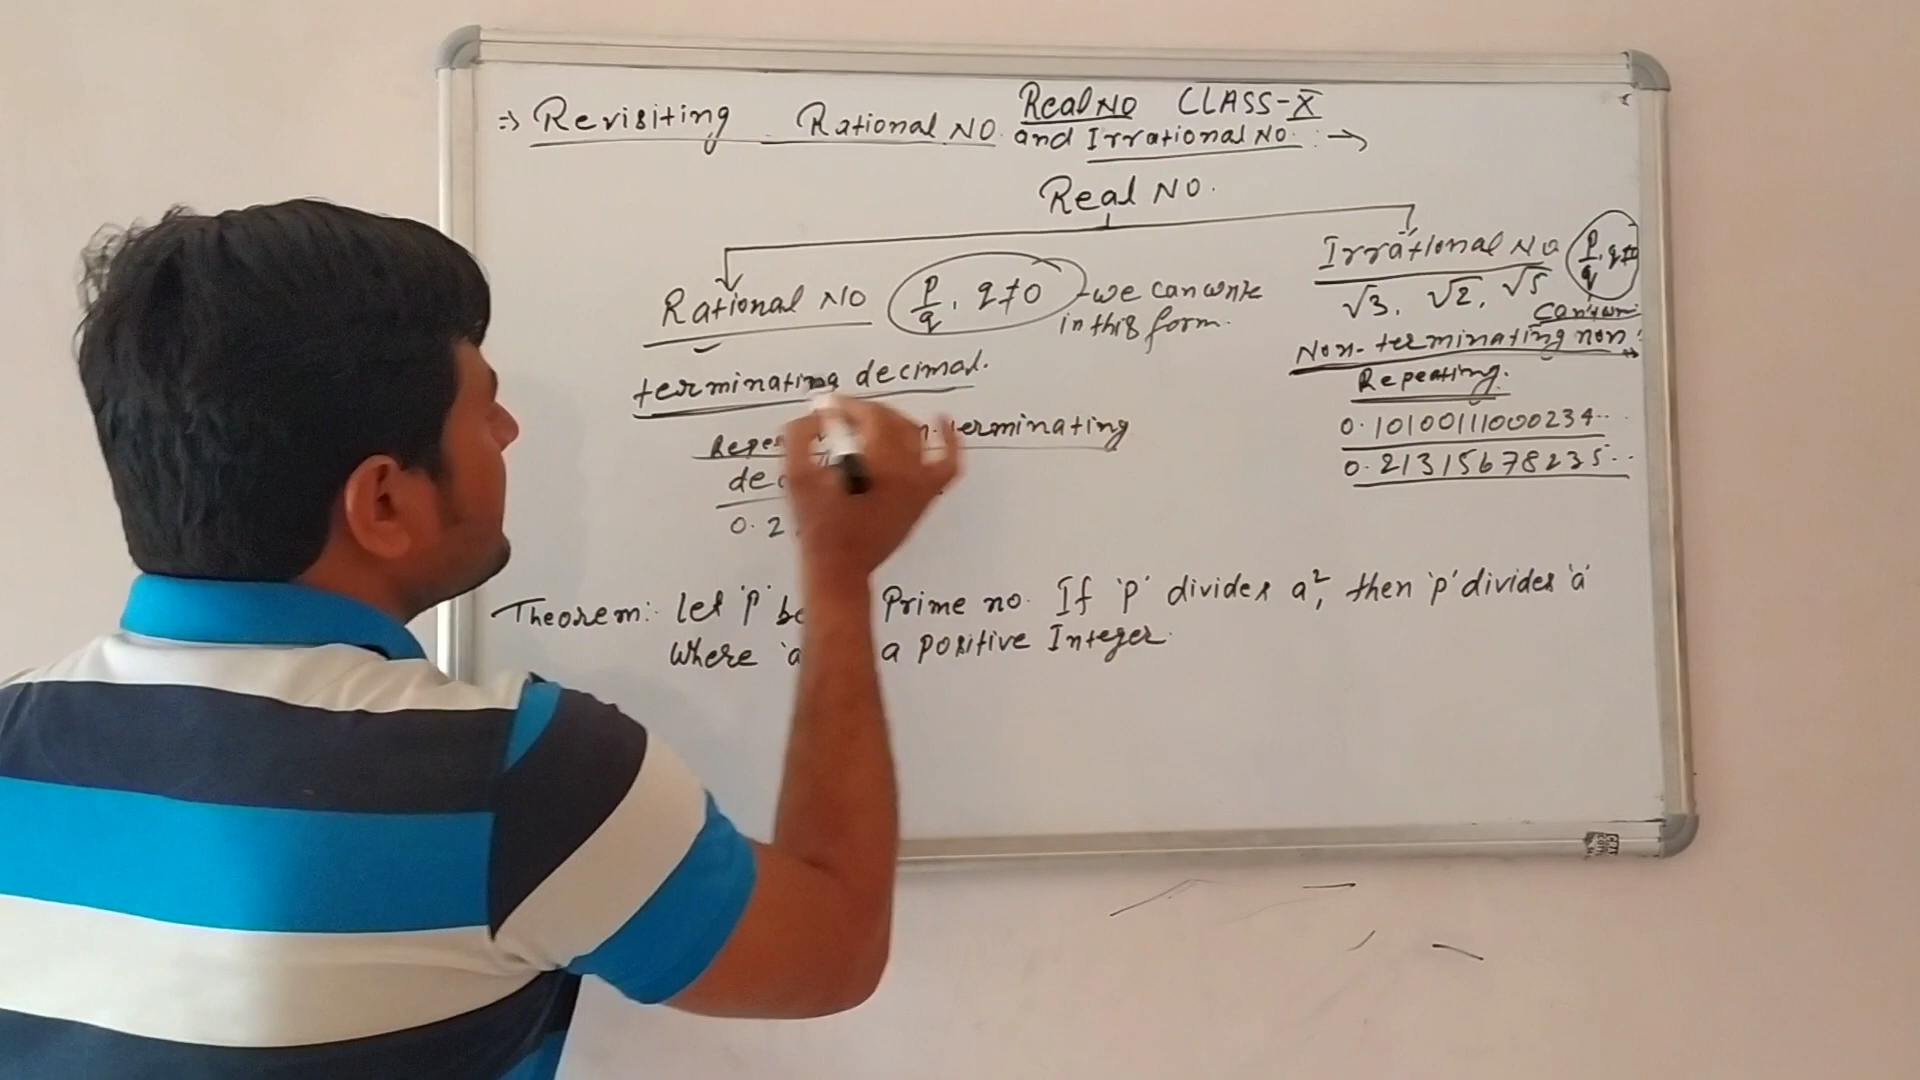 Real NO CLASS-X
⇒ Revisiting Rational NO. and Irrational NO. : →
Real NO.
Rational NO p/q, q≠0 we can write
in this form.
terminating decimal.
terminating
0.2
Irrational NO p/q, q≠0
√3, √2, √5
Non-terminating non-
Repeating.
0.10100111000234...
0.21315678235...
Theorem:- Let 'p' be Prime no. If 'p' divides a², then 'p' divides 'a'
Where 'a a positive Integer.